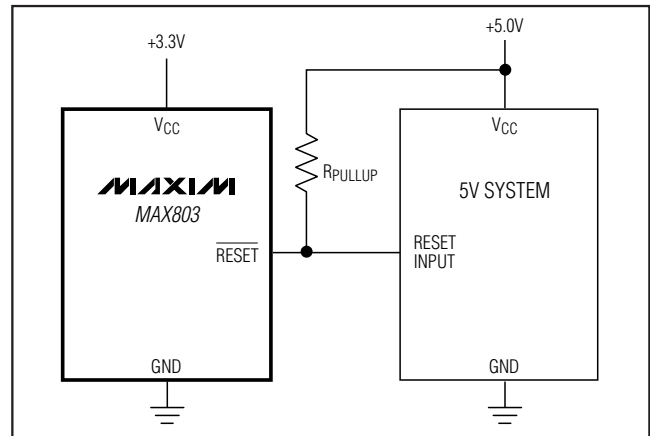 +3.3V
+5.0V
VCC
VCC
MAXIM
MAX803
RPULLUP
5V SYSTEM
RESET
RESET
INPUT
GND
GND